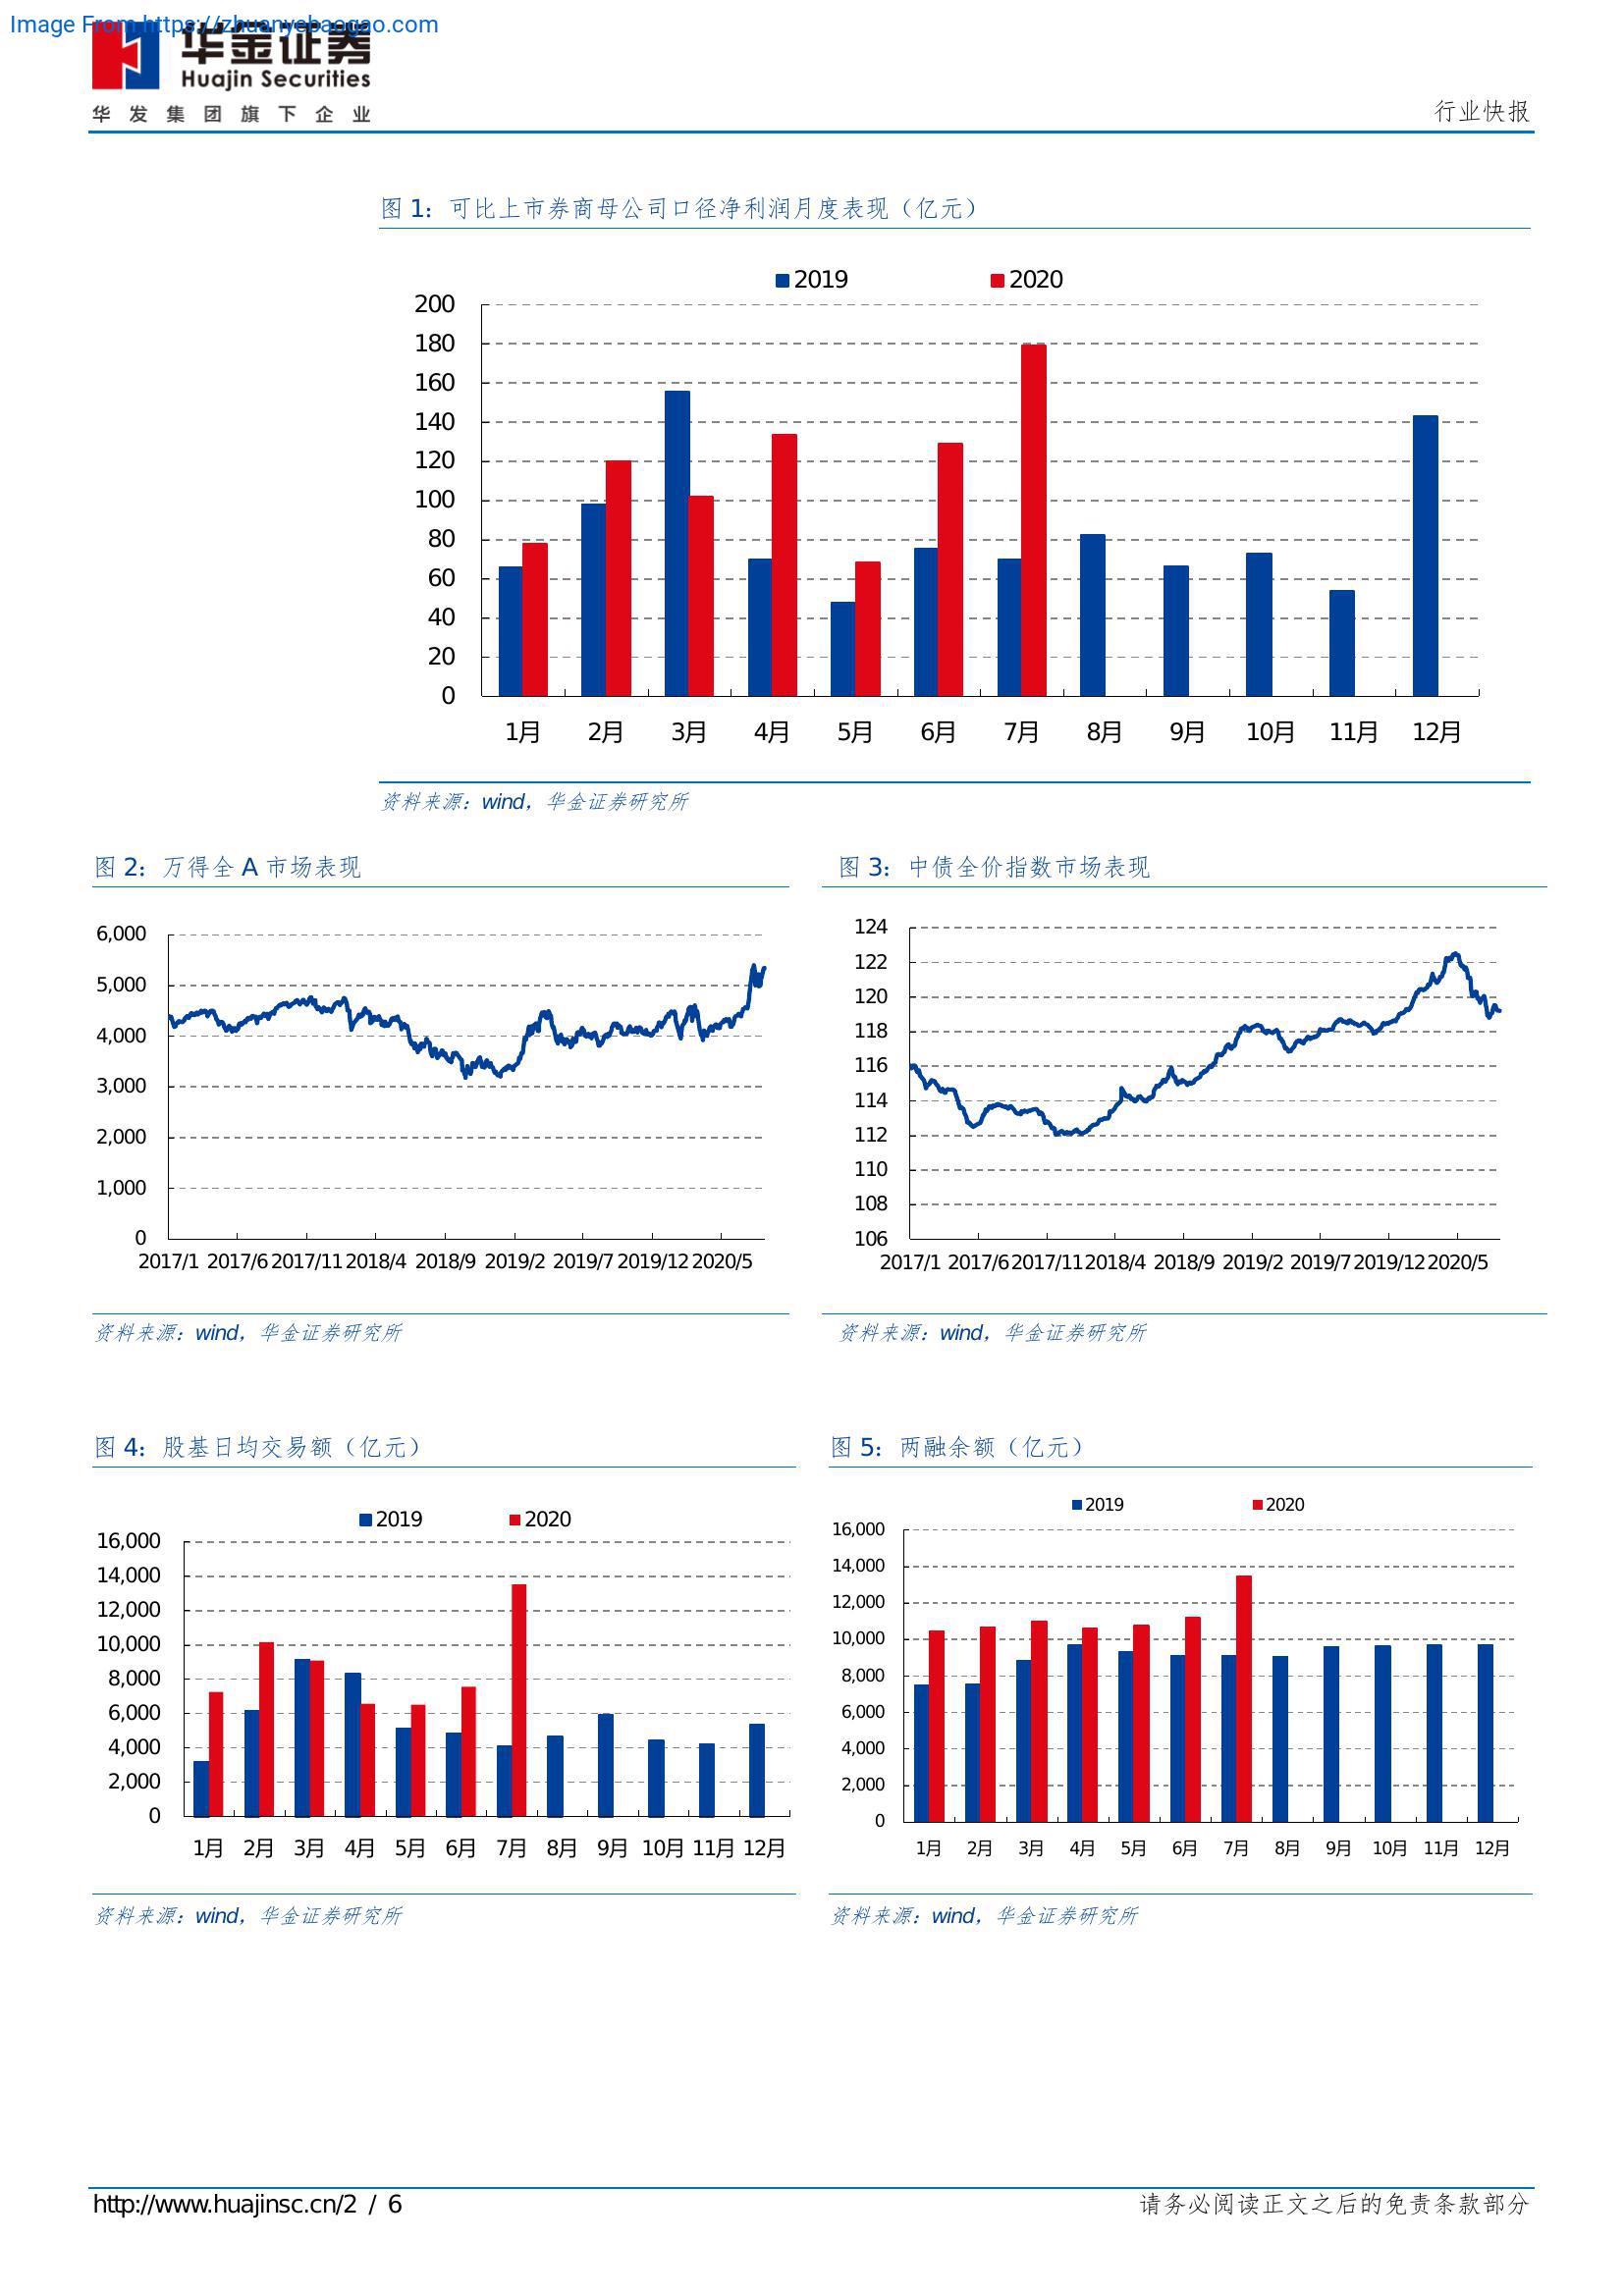 Image From https://zhuanyebaogao.com
华金证券
Huajin Securities
华发集团旗下企业
行业快报
图 1：可比上市券商母公司口径净利润月度表现（亿元）
2019 2020
200
180
160
140
120
100
80
60
40
20
0
1月 2月 3月 4月 5月 6月 7月 8月 9月 10月 11月 12月
资料来源：wind，华金证券研究所
图 2：万得全 A 市场表现
6,000
5,000
4,000
3,000
2,000
1,000
0
2017/1 2017/6 2017/11 2018/4 2018/9 2019/2 2019/7 2019/12 2020/5
资料来源：wind，华金证券研究所
图 3：中债全价指数市场表现
124
122
120
118
116
114
112
110
108
106
2017/1 2017/6 2017/11 2018/4 2018/9 2019/2 2019/7 2019/12 2020/5
资料来源：wind，华金证券研究所
图 4：股基日均交易额（亿元）
2019 2020
16,000
14,000
12,000
10,000
8,000
6,000
4,000
2,000
0
1月 2月 3月 4月 5月 6月 7月 8月 9月 10月 11月 12月
资料来源：wind，华金证券研究所
图 5：两融余额（亿元）
2019 2020
16,000
14,000
12,000
10,000
8,000
6,000
4,000
2,000
0
1月 2月 3月 4月 5月 6月 7月 8月 9月 10月 11月 12月
资料来源：wind，华金证券研究所
http://www.huajinsc.cn/2 / 6
请务必阅读正文之后的免责条款部分